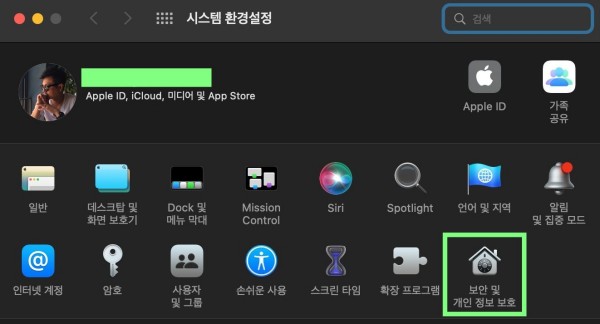 시스템 환경설정
검색
Apple ID, iCloud, 미디어 및 App Store
Apple ID
가족
공유
일반
데스크탑 및
화면 보호기
Dock 및
메뉴 막대
Mission
Control
Siri
Spotlight
언어 및 지역
알림
및 집중 모드
인터넷 계정
암호
사용자
및 그룹
손쉬운 사용
스크린 타임
확장 프로그램
보안 및
개인 정보 보호